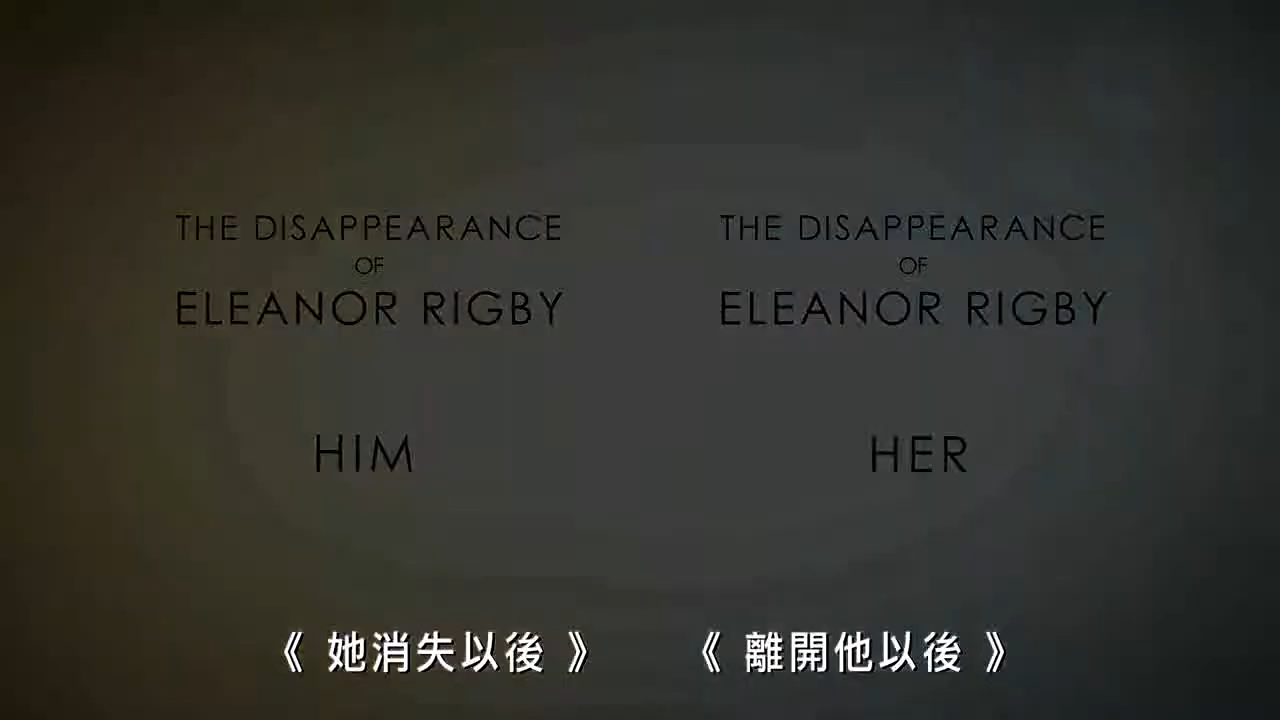 THE DISAPPEARANCE
OF
ELEANOR RIGBY
HIM
THE DISAPPEARANCE
OF
ELEANOR RIGBY
HER
《 她消失以後 》 《 離開他以後 》